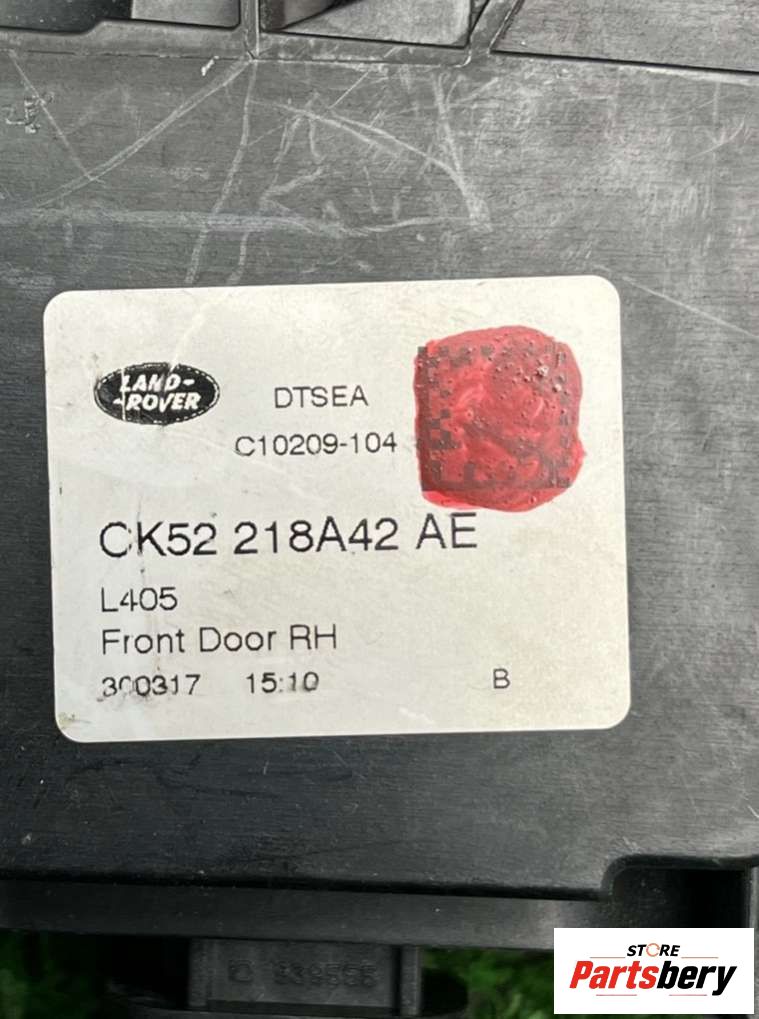 LAND-
-ROVER
DTSEA
C10209-104
CK52 218A42 AE
L405
Front Door RH
300317 15:10 B
STORE
Partsbery